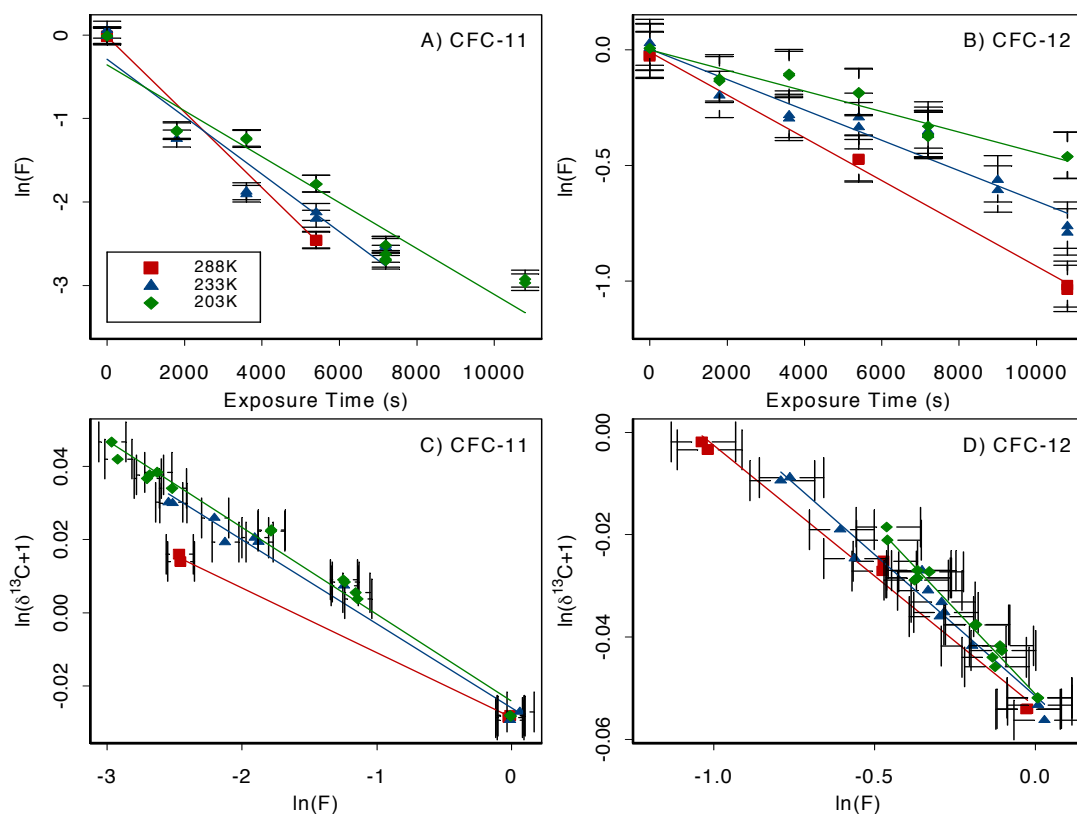 A) CFC-11
ln(F)
0
-1
-2
-3
288K
233K
203K
0 2000 4000 6000 8000 10000
Exposure Time (s)
B) CFC-12
ln(F)
0.0
-0.5
-1.0
0 2000 4000 6000 8000 10000
Exposure Time (s)
C) CFC-11
ln(δ¹³C+1)
0.04
0.02
0.00
-0.02
-3 -2 -1 0
ln(F)
D) CFC-12
ln(δ¹³C+1)
0.00
-0.02
-0.04
-0.06
-1.0 -0.5 0.0
ln(F)